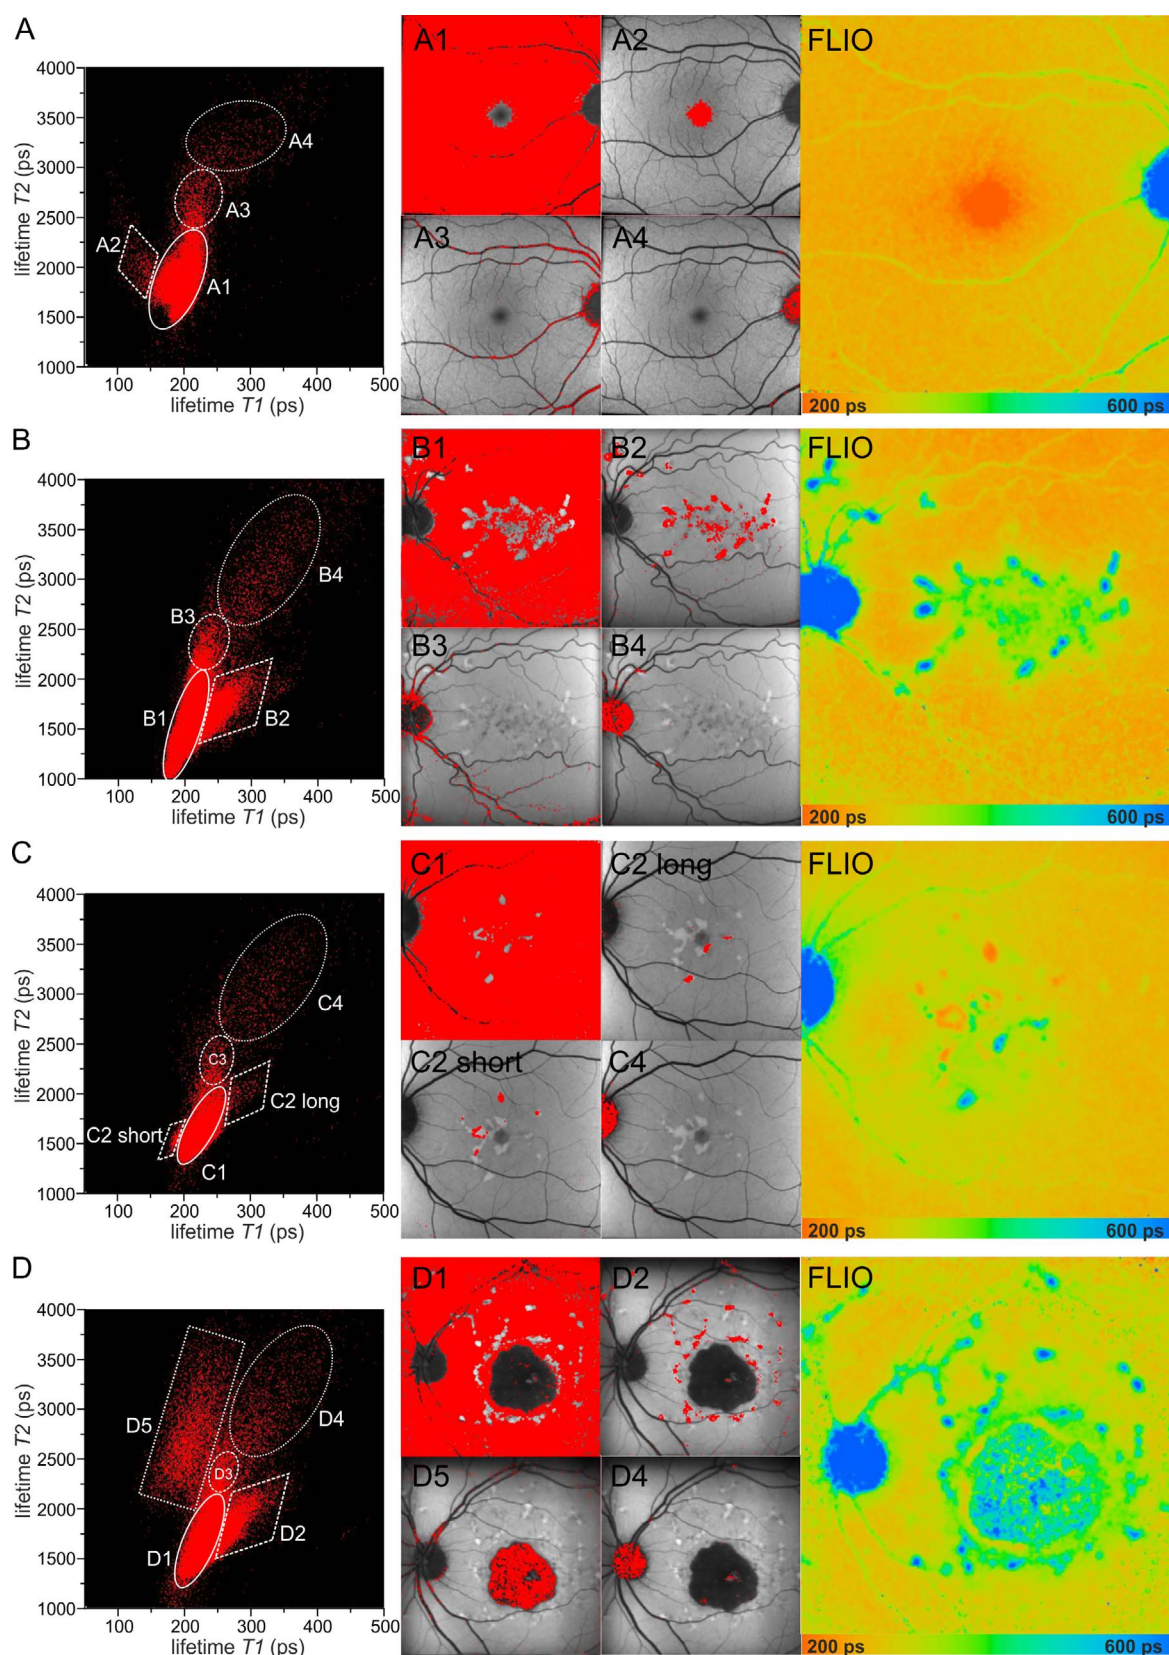 A
4000
3500
3000
2500
2000
1500
1000
lifetime T2 (ps)
A4
A3
A2
A1
100 200 300 400 500
lifetime T1 (ps)
A1 A2
A3 A4
FLIO
200 ps 600 ps
B
4000
3500
3000
2500
2000
1500
1000
lifetime T2 (ps)
B4
B3
B1
B2
100 200 300 400 500
lifetime T1 (ps)
B1 B2
B3 B4
FLIO
200 ps 600 ps
C
4000
3500
3000
2500
2000
1500
1000
lifetime T2 (ps)
C4
C3
C2 long
C2 short
C1
100 200 300 400 500
lifetime T1 (ps)
C1 C2 long
C2 short C4
FLIO
200 ps 600 ps
D
4000
3500
3000
2500
2000
1500
1000
lifetime T2 (ps)
D5
D4
D3
D2
D1
100 200 300 400 500
lifetime T1 (ps)
D1 D2
D5 D4
FLIO
200 ps 600 ps